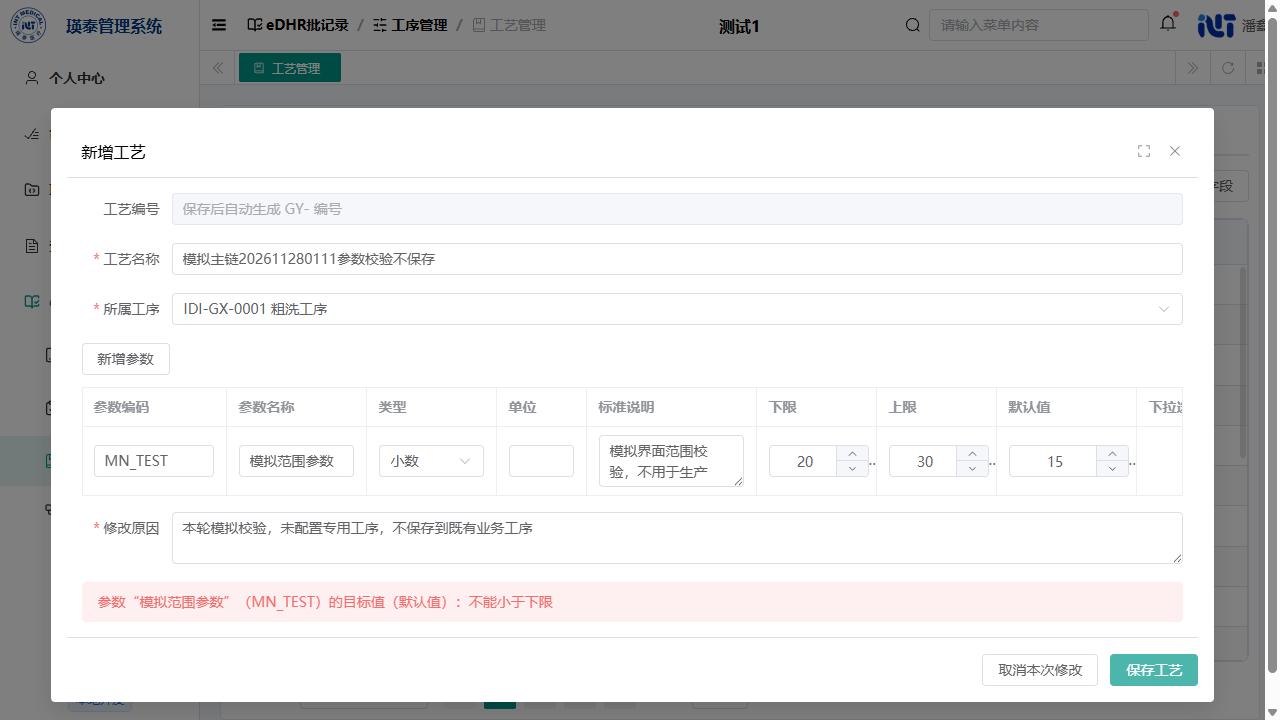 瑛泰管理系统
eDHR批记录 / 工序管理 / 工艺管理
测试1
请输入菜单内容
个人中心
工艺管理
新增工艺
字段
工艺编号 保存后自动生成 GY- 编号
* 工艺名称 模拟主链202611280111参数校验不保存
* 所属工序 IDI-GX-0001 粗洗工序
新增参数
参数编码 参数名称 类型 单位 标准说明 下限 上限 默认值
MN_TEST 模拟范围参数 小数 模拟界面范围校验，不用于生产 20 30 15
* 修改原因 本轮模拟校验，未配置专用工序，不保存到既有业务工序
参数“模拟范围参数”（MN_TEST）的目标值（默认值）：不能小于下限
取消本次修改 保存工艺